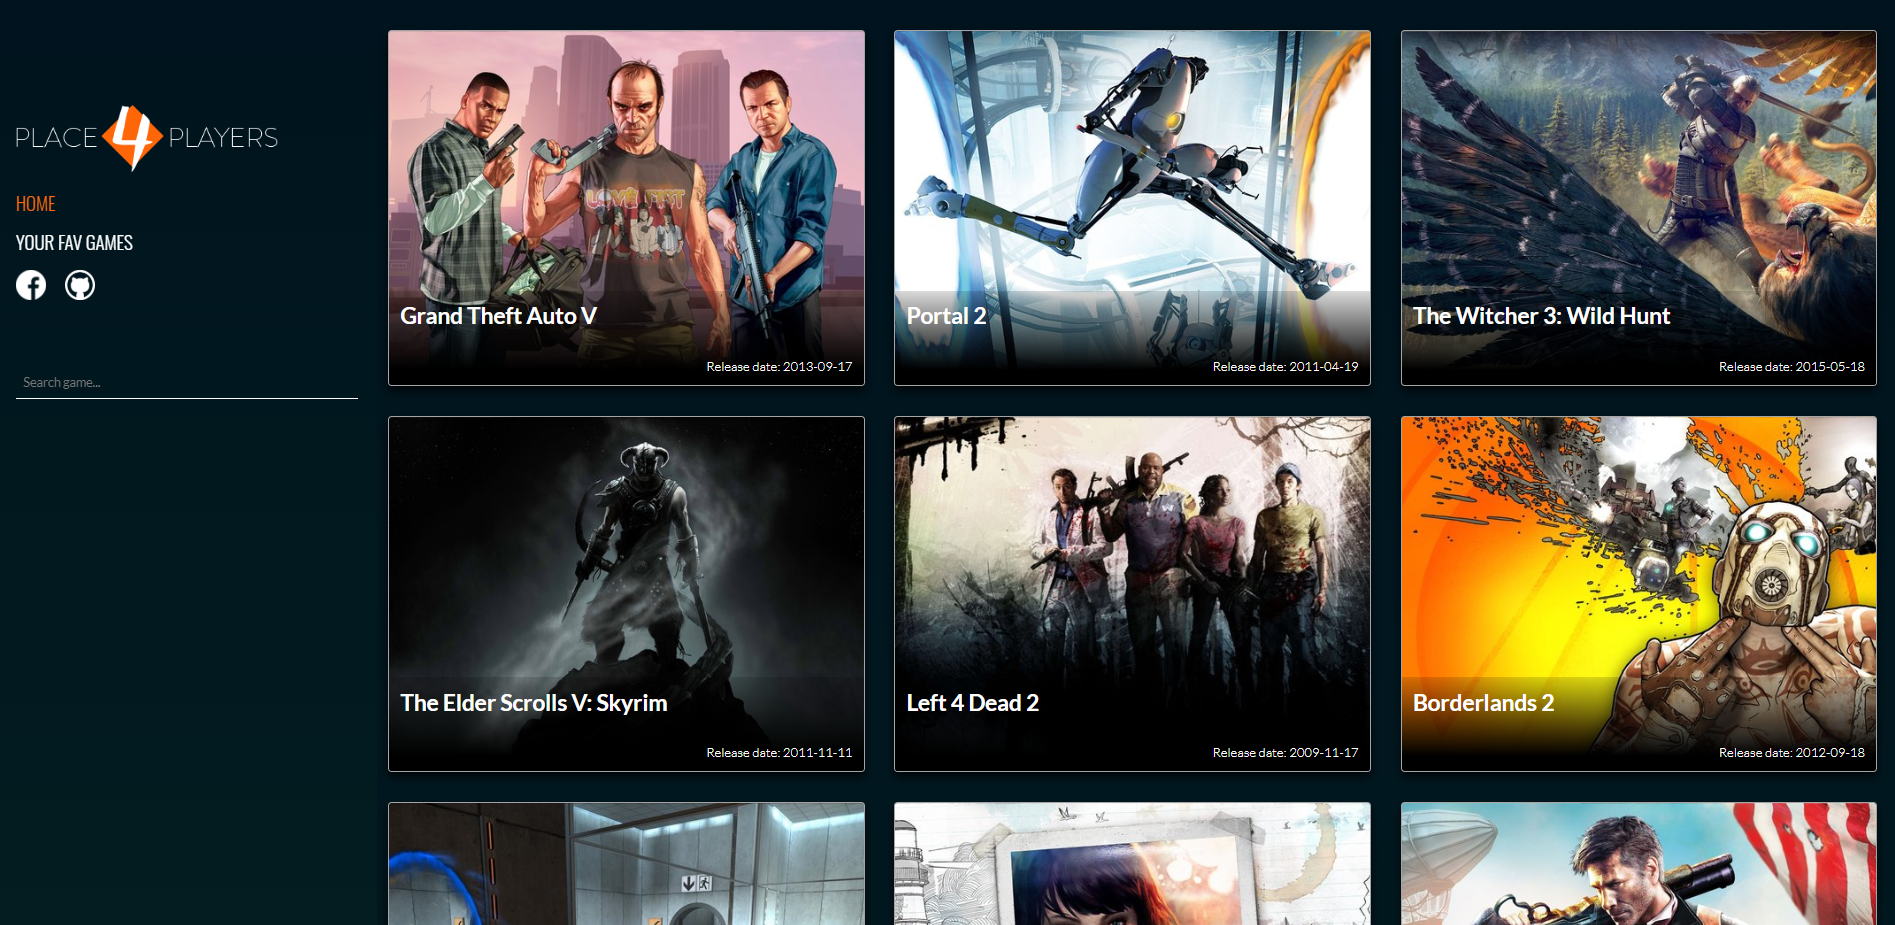 PLACE 4 PLAYERS
HOME
YOUR FAV GAMES
Search game...
LOVE FIST
Grand Theft Auto V
Release date: 2013-09-17
Portal 2
Release date: 2011-04-19
The Witcher 3: Wild Hunt
Release date: 2015-05-18
The Elder Scrolls V: Skyrim
Release date: 2011-11-11
Left 4 Dead 2
Release date: 2009-11-17
Borderlands 2
Release date: 2012-09-18